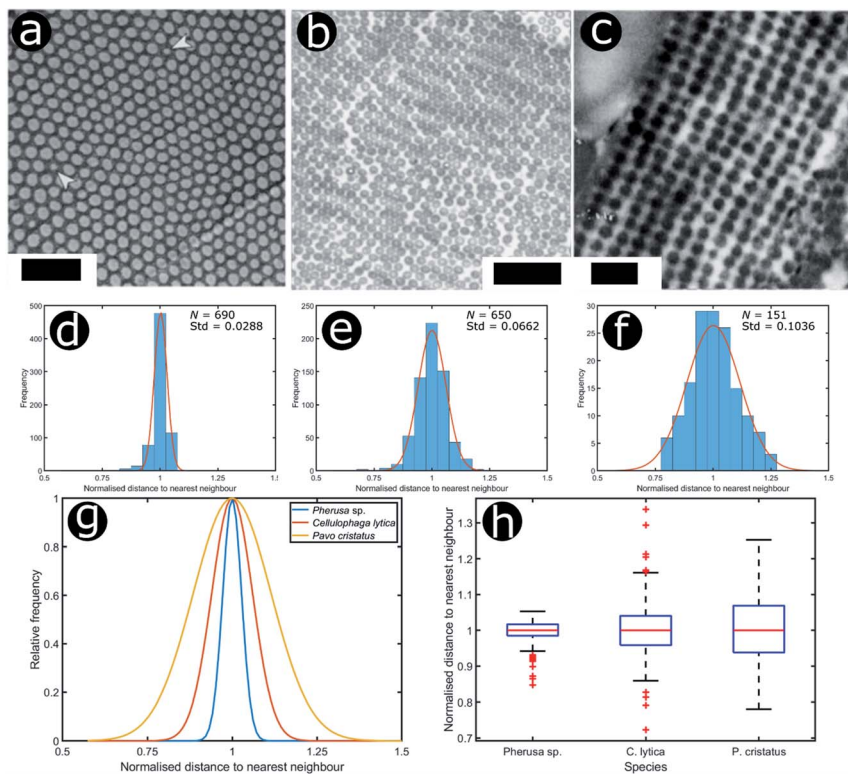 a
b
c
d
N = 690
Std = 0.0288
500
400
300
200
100
0
Frequency
0.5
0.75
1
1.25
1.5
Normalised distance to nearest neighbour
e
N = 650
Std = 0.0662
250
200
150
100
50
0
Frequency
0.5
0.75
1
1.25
1.5
Normalised distance to nearest neighbour
f
N = 151
Std = 0.1036
30
25
20
15
10
5
0
Frequency
0.5
0.75
1
1.25
1.5
Normalised distance to nearest neighbour
g
Pherusa sp.
Cellulophaga lytica
Pavo cristatus
1
0.8
0.6
0.4
0.2
0
Relative frequency
0.5
0.75
1
1.25
1.5
Normalised distance to nearest neighbour
h
1.3
1.2
1.1
1.0
0.9
0.8
0.7
Normalised distance to nearest neighbour
Pherusa sp.
C. lytica
P. cristatus
Species